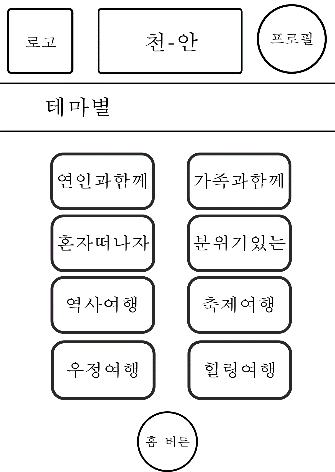 로고
천-안
프로필
테마별
연인과함께
가족과함께
혼자떠나자
분위기있는
역사여행
축제여행
우정여행
힐링여행
홈 버튼